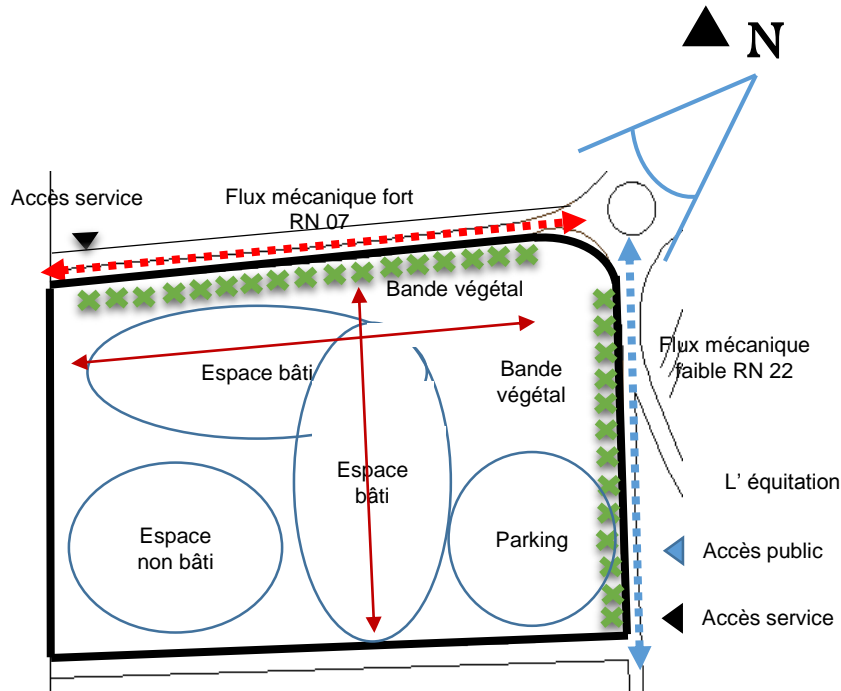 N
Accès service
Flux mécanique fort
RN 07
Bande végétal
Flux mécanique
faible RN 22
Espace bâti
Bande
végétal
Espace
bâti
L' équitation
Espace
non bâti
Parking
Accès public
Accès service